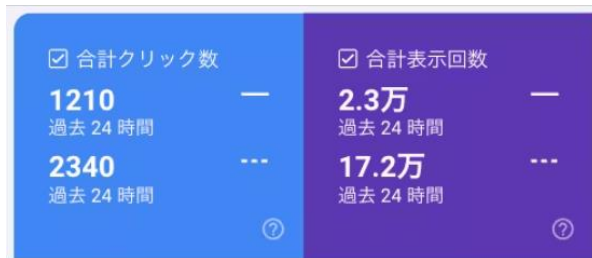 合計クリック数
1210
過去 24 時間
2340
過去 24 時間
合計表示回数
2.3万
過去 24 時間
17.2万
過去 24 時間